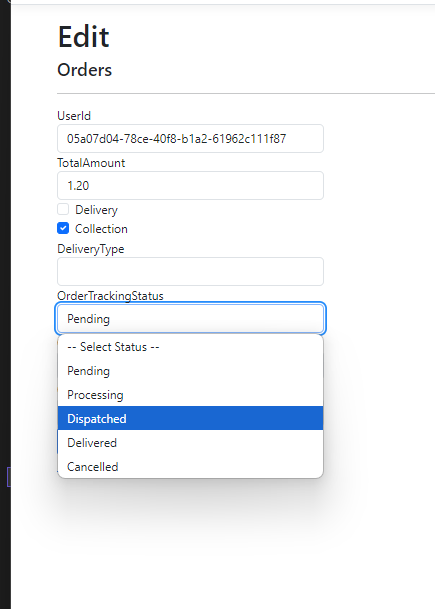 Edit
Orders
UserId
05a07d04-78ce-40f8-b1a2-61962c111f87
TotalAmount
1.20
Delivery
Collection
DeliveryType
OrderTrackingStatus
Pending
-- Select Status --
Pending
Processing
Dispatched
Delivered
Cancelled